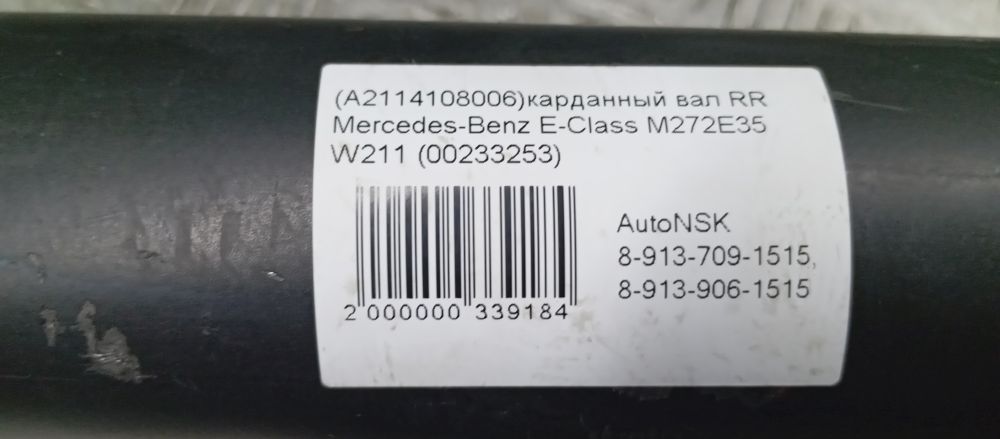 (A2114108006)карданный вал RR
Mercedes-Benz E-Class M272E35
W211 (00233253)
AutoNSK
8-913-709-1515,
8-913-906-1515
2 000000 339184